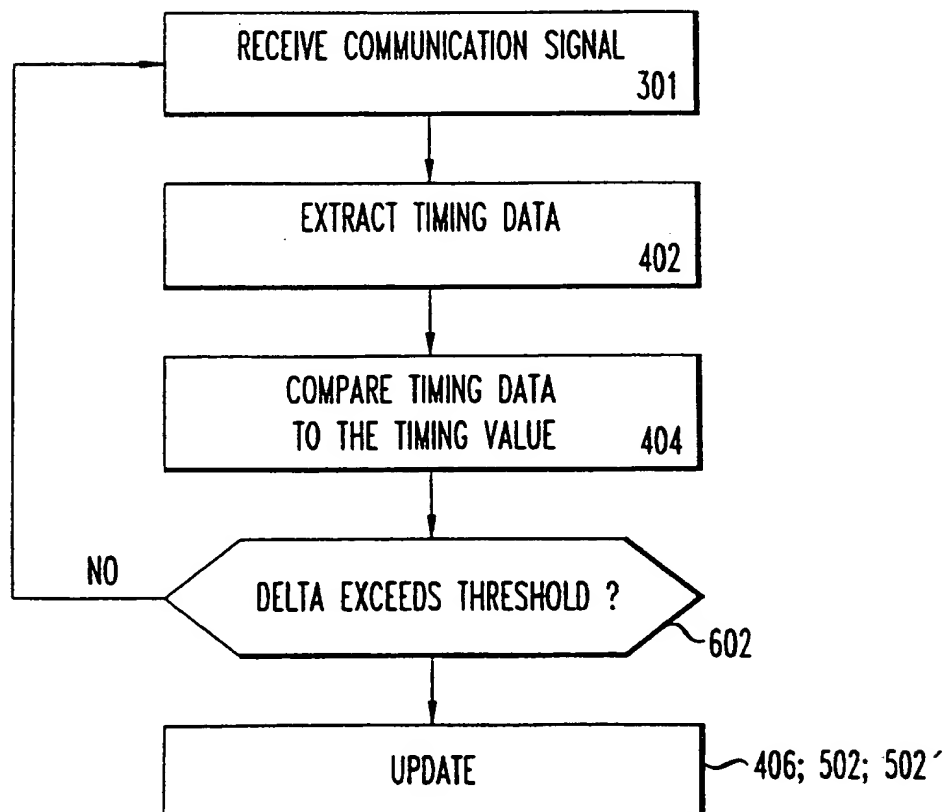 RECEIVE COMMUNICATION SIGNAL
301
EXTRACT TIMING DATA
402
COMPARE TIMING DATA
TO THE TIMING VALUE
404
NO
DELTA EXCEEDS THRESHOLD ?
602
UPDATE
406; 502; 502´